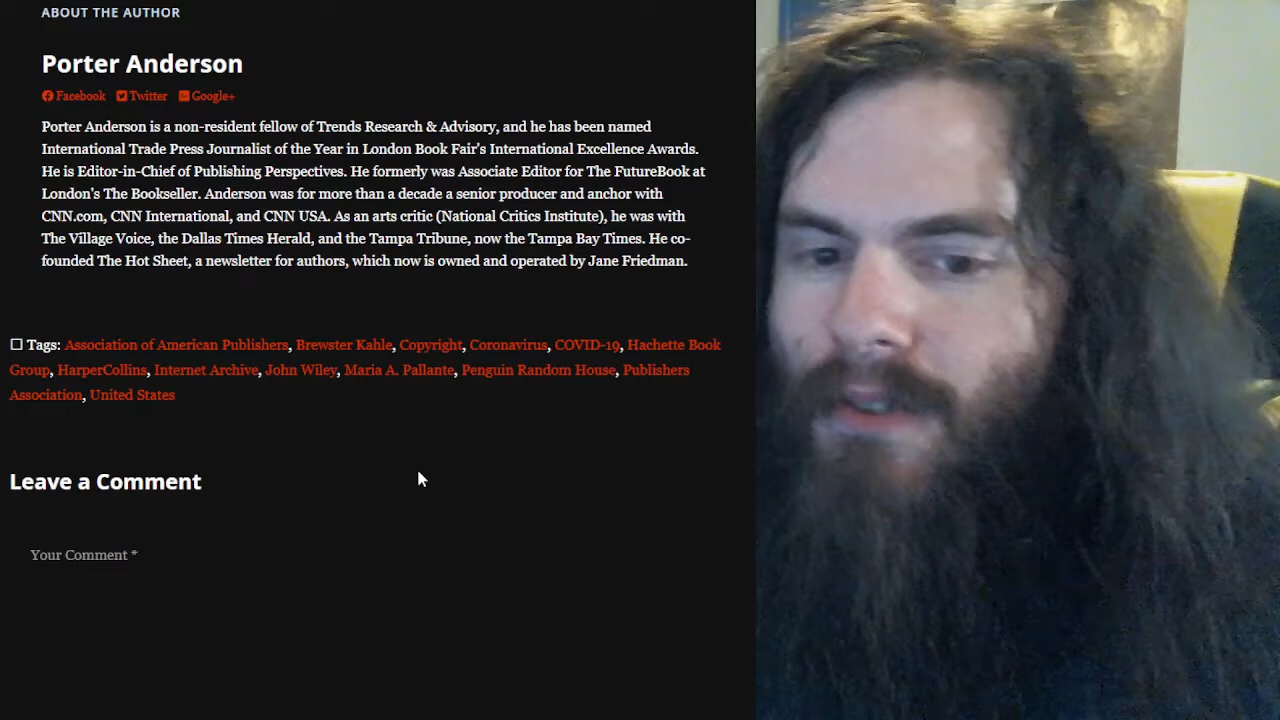 ABOUT THE AUTHOR
Porter Anderson
Facebook Twitter Google+
Porter Anderson is a non-resident fellow of Trends Research & Advisory, and he has been named
International Trade Press Journalist of the Year in London Book Fair's International Excellence Awards.
He is Editor-in-Chief of Publishing Perspectives. He formerly was Associate Editor for The FutureBook at
London's The Bookseller. Anderson was for more than a decade a senior producer and anchor with
CNN.com, CNN International, and CNN USA. As an arts critic (National Critics Institute), he was with
The Village Voice, the Dallas Times Herald, and the Tampa Tribune, now the Tampa Bay Times. He co-
founded The Hot Sheet, a newsletter for authors, which now is owned and operated by Jane Friedman.
Tags: Association of American Publishers, Brewster Kahle, Copyright, Coronavirus, COVID-19, Hachette Book
Group, HarperCollins, Internet Archive, John Wiley, Maria A. Pallante, Penguin Random House, Publishers
Association, United States
Leave a Comment
Your Comment *